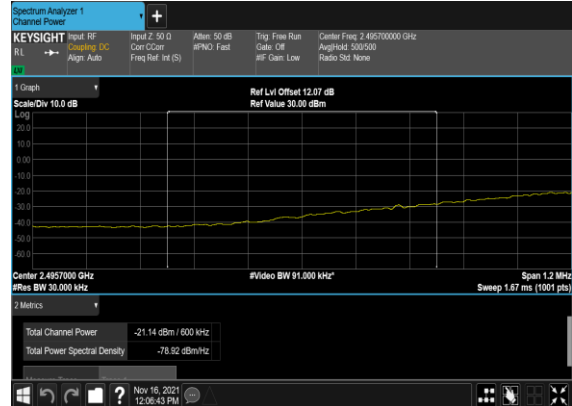 Spectrum Analyzer 1
Channel Power
+
KEYSIGHT Input: RF Input Z: 50 Ω Atten: 50 dB Trig: Free Run Center Freq: 2.495700000 GHz
RL Coupling: DC Corr CCorr #PNO: Fast Gate: Off Avg|Hold: 500/500
Align: Auto Freq Ref: Int (S) #IF Gain: Low Radio Std: None
1 Graph Ref Lvl Offset 12.07 dB
Scale/Div 10.0 dB Ref Value 30.00 dBm
Log
20.0
10.0
0.00
-10.0
-20.0
-30.0
-40.0
-50.0
-60.0
Center 2.4957000 GHz #Video BW 91.000 kHz* Span 1.2 MHz
#Res BW 30.000 kHz Sweep 1.67 ms (1001 pts)
2 Metrics
Total Channel Power -21.14 dBm / 600 kHz
Total Power Spectral Density -78.92 dBm/Hz
? Nov 16, 2021
12:06:43 PM